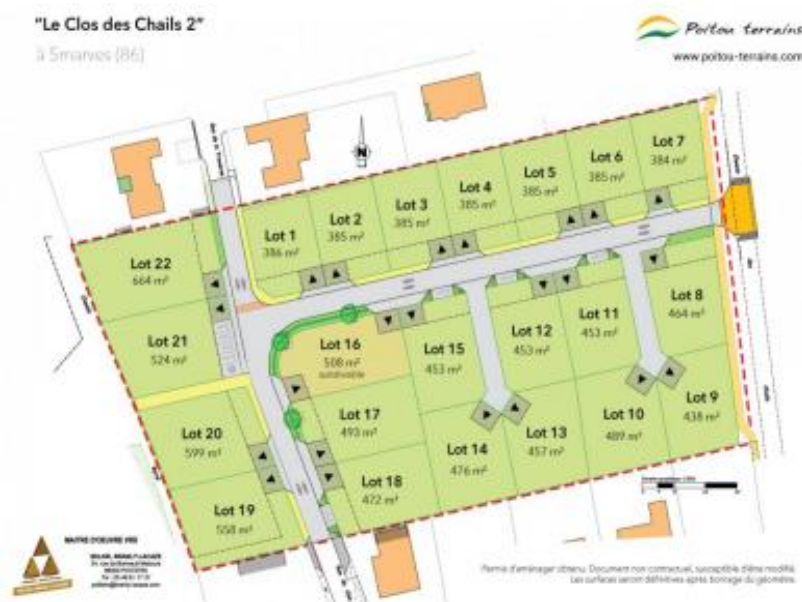 "Le Clos des Chails 2"
à Smarves (86)
Poitou terrains
www.poitou-terrains.com
N
Lot 7
384 m²
Lot 6
385 m²
Lot 5
385 m²
Lot 4
385 m²
Lot 3
385 m²
Lot 2
385 m²
Lot 1
386 m²
Lot 22
664 m²
Lot 21
524 m²
Lot 16
508 m²
subdivisible
Lot 15
453 m²
Lot 12
453 m²
Lot 11
453 m²
Lot 8
464 m²
Lot 20
599 m²
Lot 17
493 m²
Lot 9
438 m²
Lot 10
489 m²
Lot 13
457 m²
Lot 14
476 m²
Lot 18
472 m²
Lot 19
558 m²
MAITRE D'OEUVRE VRD
Permis d'aménager obtenu. Document non contractuel, susceptible d'être modifié.
Les surfaces seront définitives après bornage du géomètre.